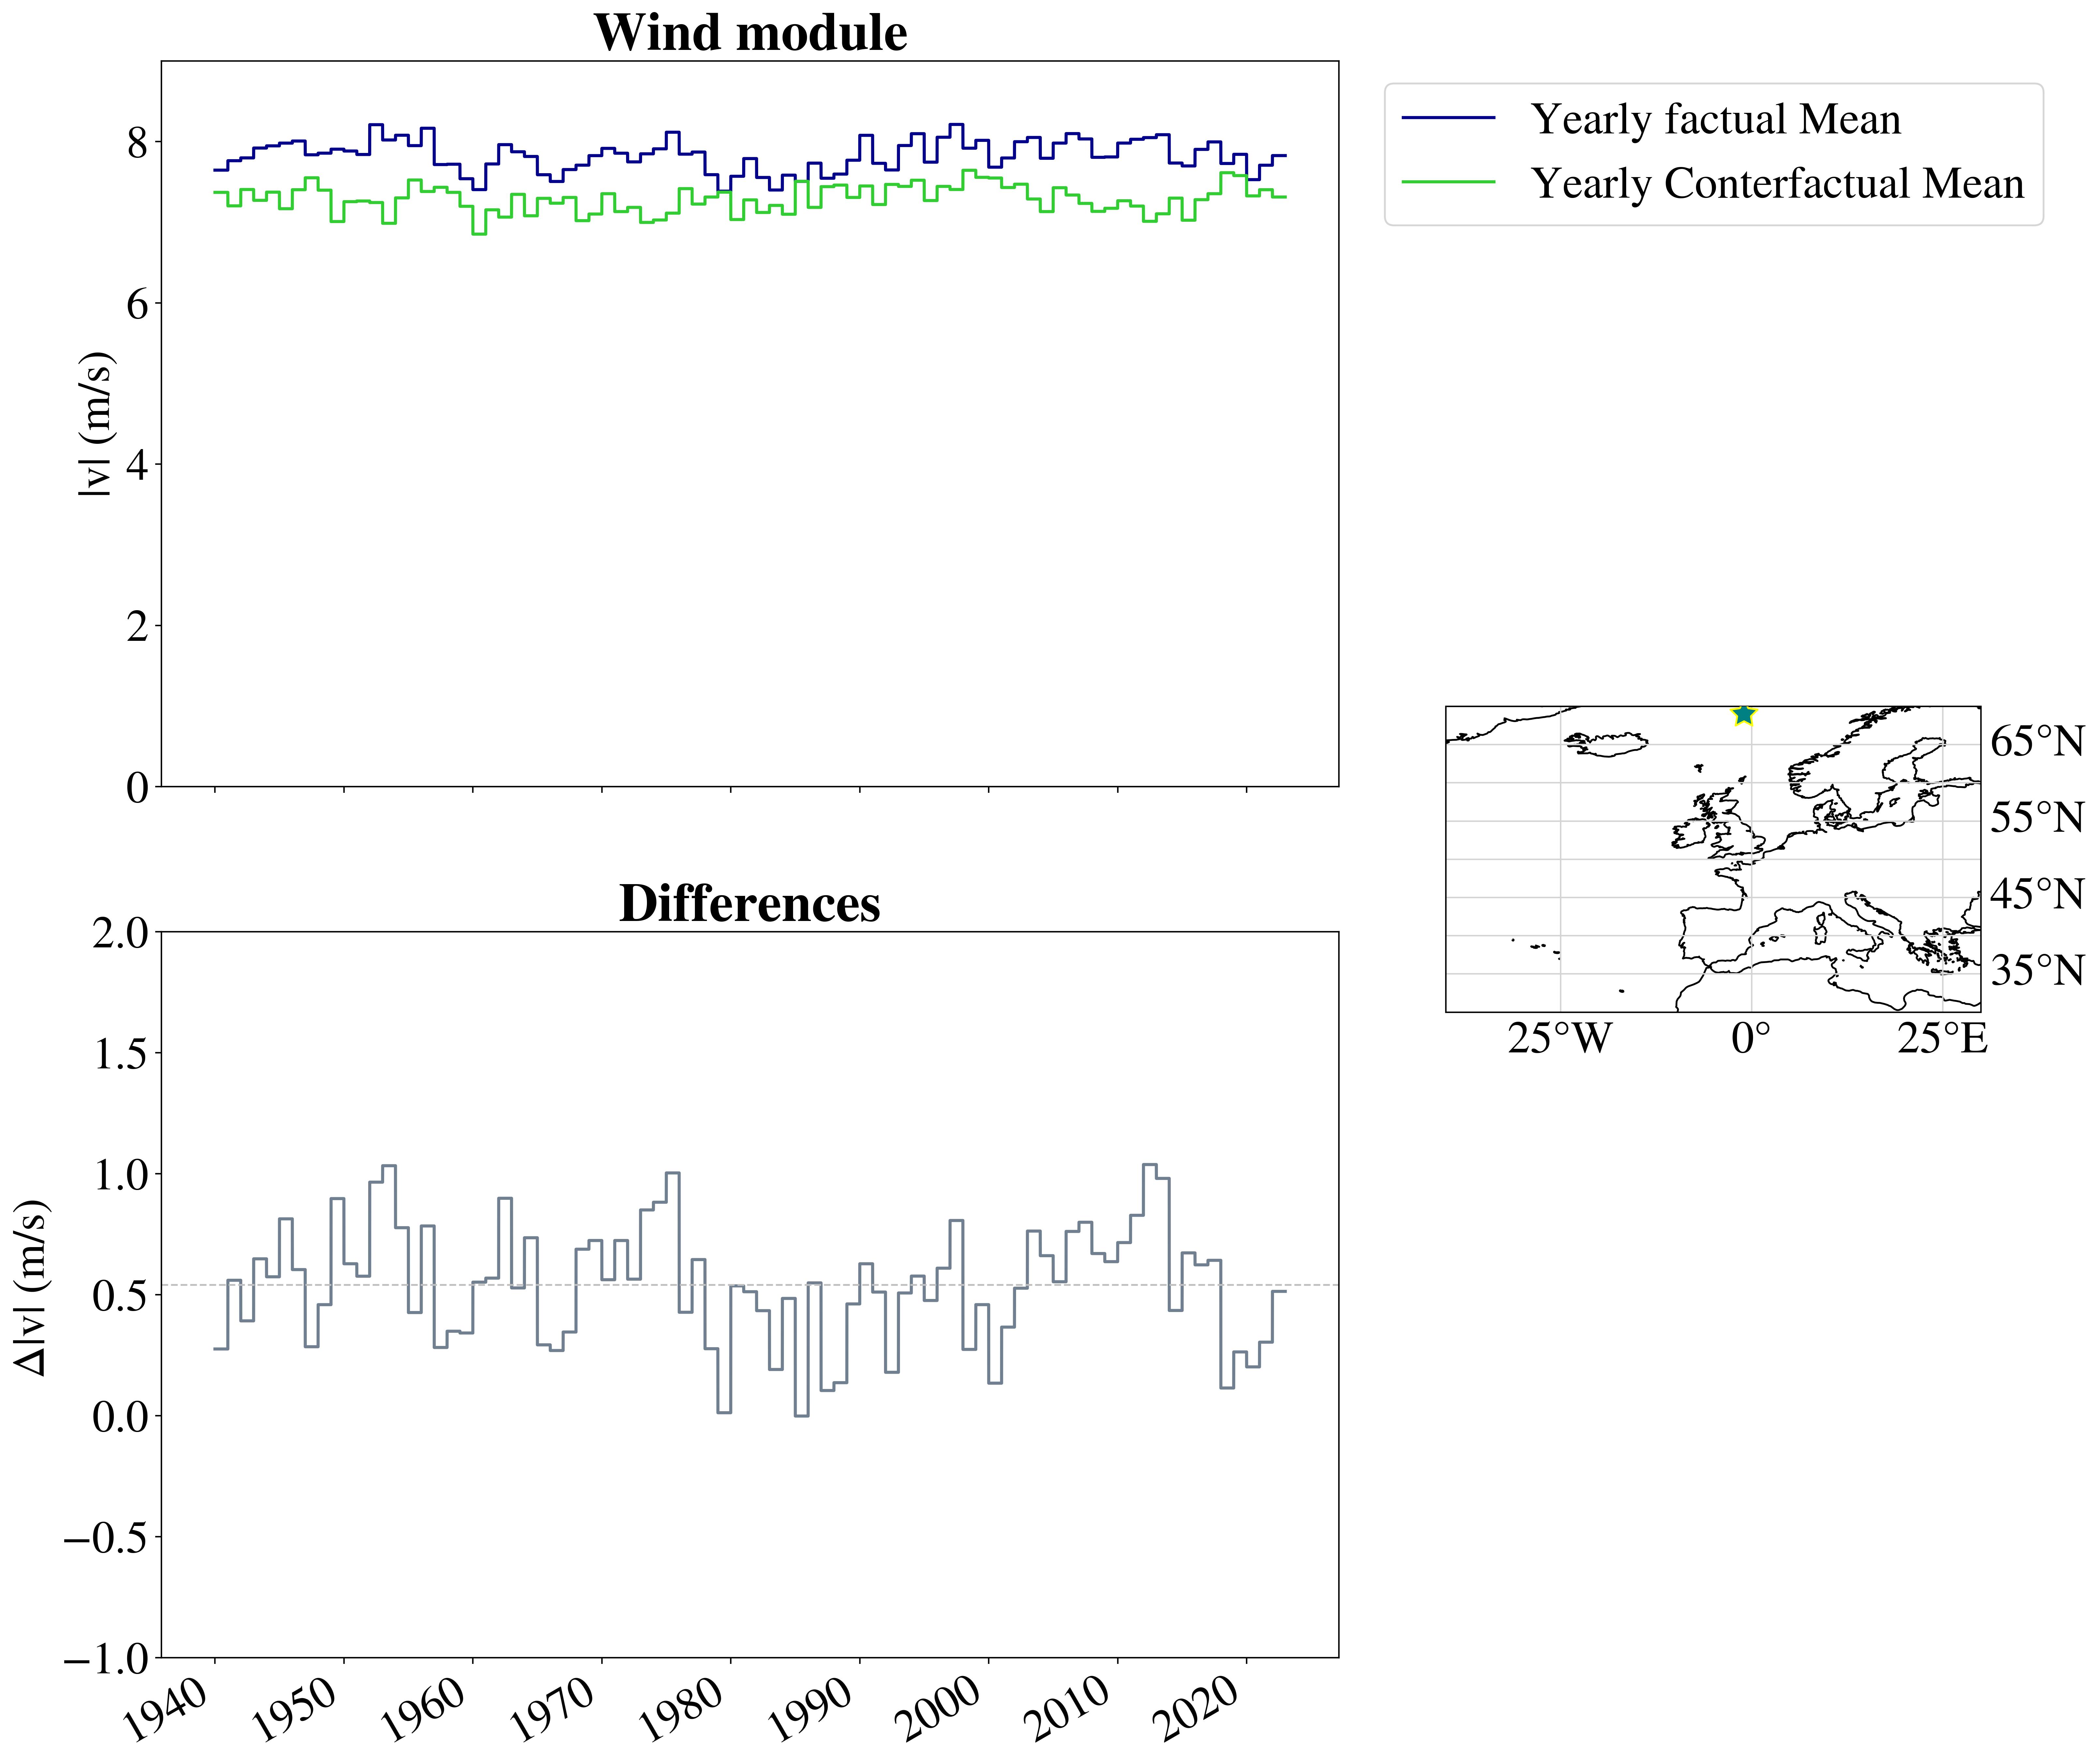 Wind module
Yearly factual Mean
Yearly Conterfactual Mean
|v| (m/s)
8
6
4
2
0
65°N
55°N
45°N
35°N
25°W 0° 25°E
Differences
Δ|v| (m/s)
2.0
1.5
1.0
0.5
0.0
−0.5
−1.0
1940 1950 1960 1970 1980 1990 2000 2010 2020